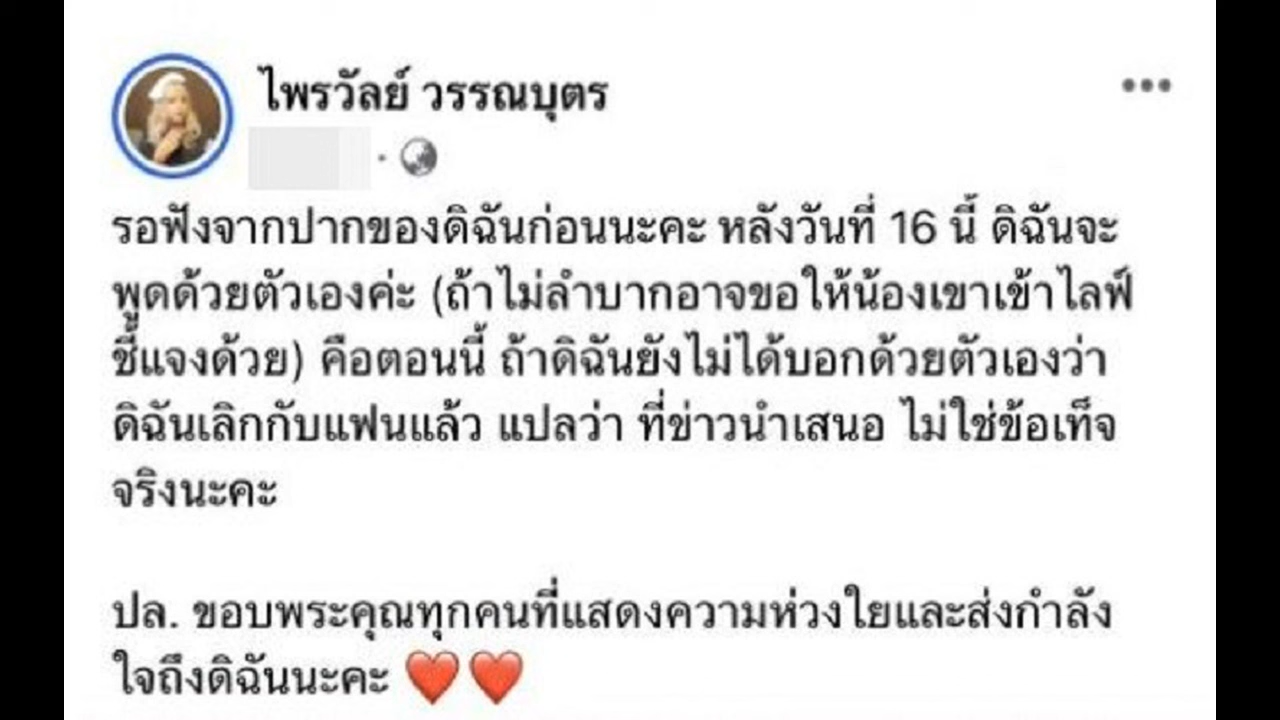 ไพรวัลย์ วรรณบุตร
รอฟังจากปากของดิฉันก่อนนะคะ หลังวันที่ 16 นี้ ดิฉันจะ
พูดด้วยตัวเองค่ะ (ถ้าไม่ลำบากอาจขอให้น้องเขาเข้าไลฟ์
ชี้แจงด้วย) คือตอนนี้ ถ้าดิฉันยังไม่ได้บอกด้วยตัวเองว่า
ดิฉันเลิกกับแฟนแล้ว แปลว่า ที่ข่าวนำเสนอ ไม่ใช่ข้อเท็จ
จริงนะคะ
ปล. ขอบพระคุณทุกคนที่แสดงความห่วงใยและส่งกำลัง
ใจถึงดิฉันนะคะ ❤️❤️